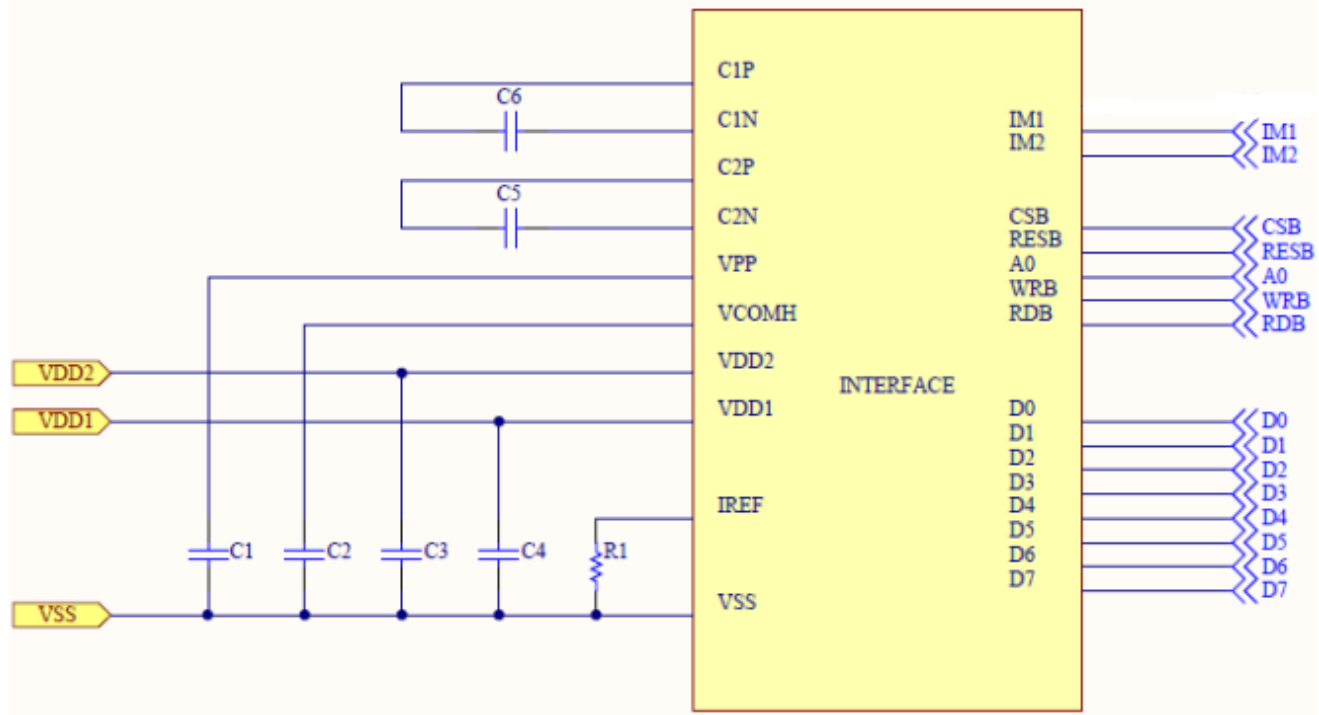 C1P
C6
C1N
IM1
IM1
IM2
IM2
C2P
C5
C2N
CSB
CSB
RESB
RESB
VPP
A0
A0
WRB
WRB
VCOMH
RDB
RDB
VDD2
VDD2
INTERFACE
VDD1
VDD1
D0
D0
D1
D1
D2
D2
D3
D3
IREF
D4
D4
D5
D5
C1
C2
C3
C4
R1
D6
D6
D7
D7
VSS
VSS